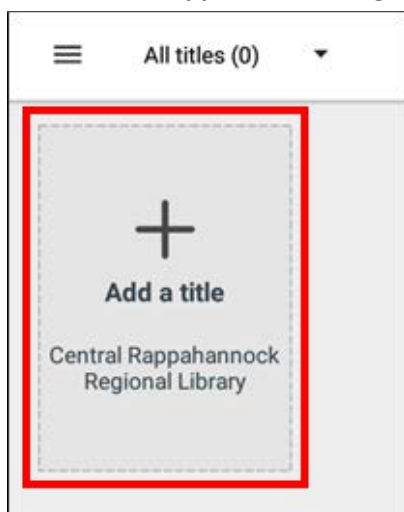 All titles (0)
Add a title
Central Rappahannock
Regional Library